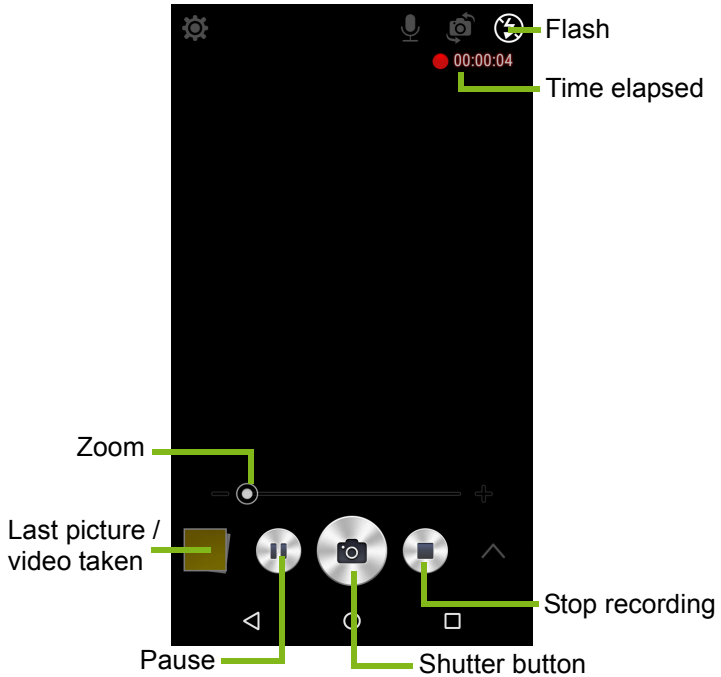 Flash
00:00:04
Time elapsed
Zoom
Last picture /
video taken
Stop recording
Pause
Shutter button